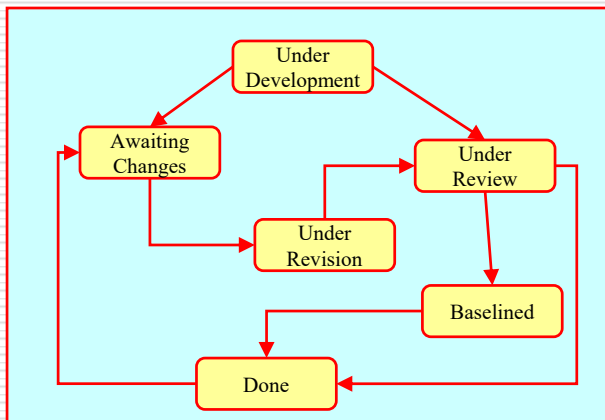 Under
Development
Awaiting
Changes
Under
Review
Under
Revision
Baselined
Done